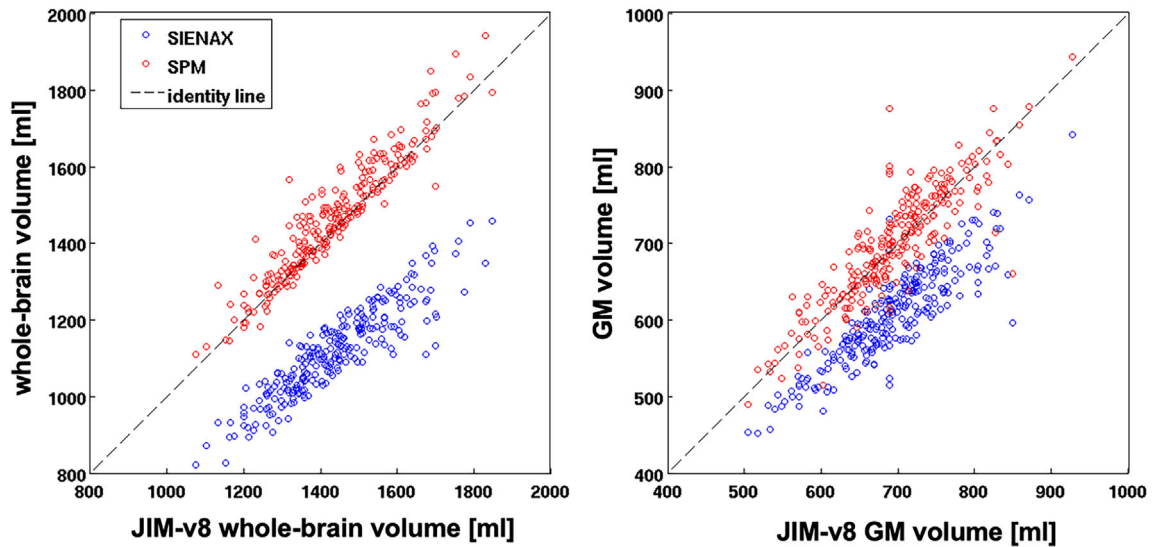 2000
1800
1600
1400
1200
1000
800
800 1000 1200 1400 1600 1800 2000
whole-brain volume [ml]
JIM-v8 whole-brain volume [ml]
SIENAX
SPM
identity line
1000
900
800
700
600
500
400
400 500 600 700 800 900 1000
GM volume [ml]
JIM-v8 GM volume [ml]